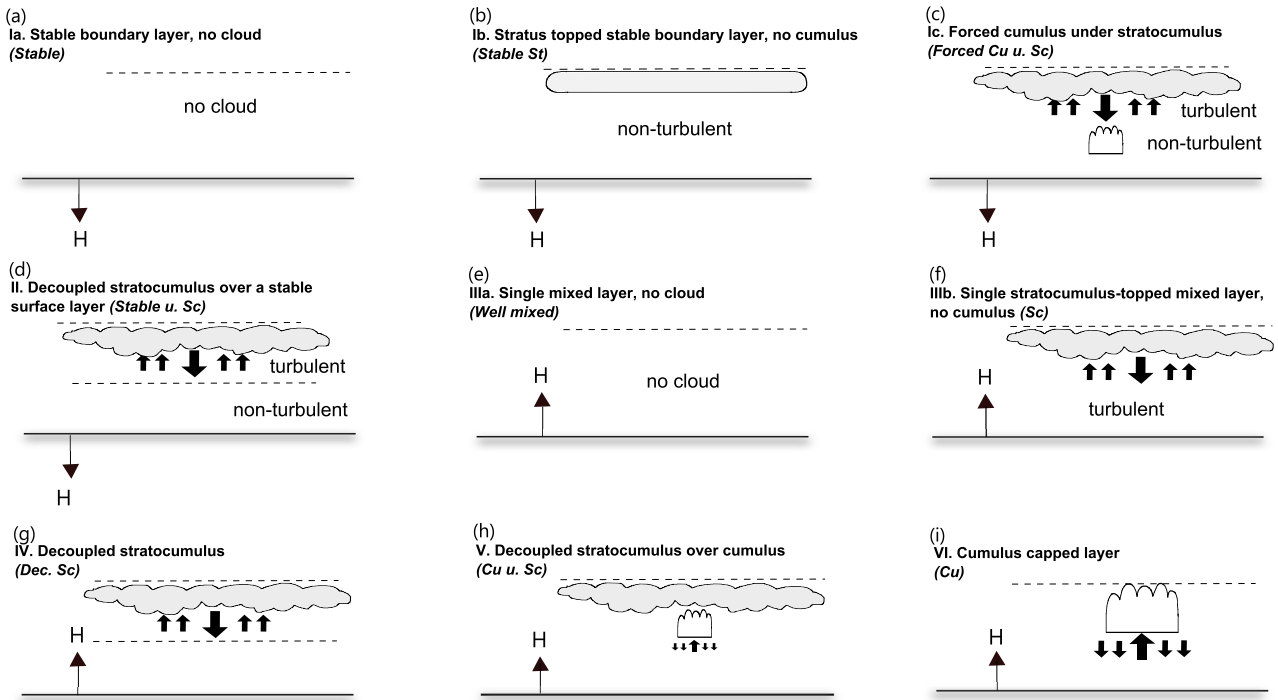 (a)
Ia. Stable boundary layer, no cloud
(Stable)
no cloud
H
(b)
Ib. Stratus topped stable boundary layer, no cumulus
(Stable St)
non-turbulent
H
(c)
Ic. Forced cumulus under stratocumulus
(Forced Cu u. Sc)
turbulent
non-turbulent
H
(d)
II. Decoupled stratocumulus over a stable
surface layer (Stable u. Sc)
turbulent
non-turbulent
H
(e)
IIIa. Single mixed layer, no cloud
(Well mixed)
H
no cloud
(f)
IIIb. Single stratocumulus-topped mixed layer,
no cumulus (Sc)
H
turbulent
(g)
IV. Decoupled stratocumulus
(Dec. Sc)
H
(h)
V. Decoupled stratocumulus over cumulus
(Cu u. Sc)
H
(i)
VI. Cumulus capped layer
(Cu)
H